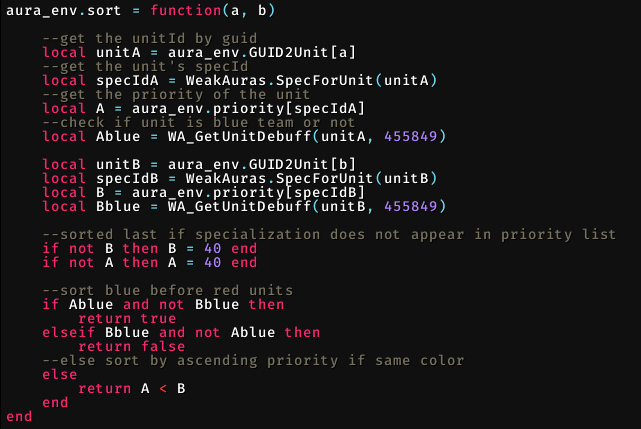 aura_env.sort = function(a, b)
--get the unitId by guid
local unitA = aura_env.GUID2Unit[a]
--get the unit's specId
local specIdA = WeakAuras.SpecForUnit(unitA)
--get the priority of the unit
local A = aura_env.priority[specIdA]
--check if unit is blue team or not
local Ablue = WA_GetUnitDebuff(unitA, 455849)
local unitB = aura_env.GUID2Unit[b]
local specIdB = WeakAuras.SpecForUnit(unitB)
local B = aura_env.priority[specIdB]
local Bblue = WA_GetUnitDebuff(unitB, 455849)
--sorted last if specialization does not appear in priority list
if not B then B = 40 end
if not A then A = 40 end
--sort blue before red units
if Ablue and not Bblue then
return true
elseif Bblue and not Ablue then
return false
--else sort by ascending priority if same color
else
return A < B
end
end